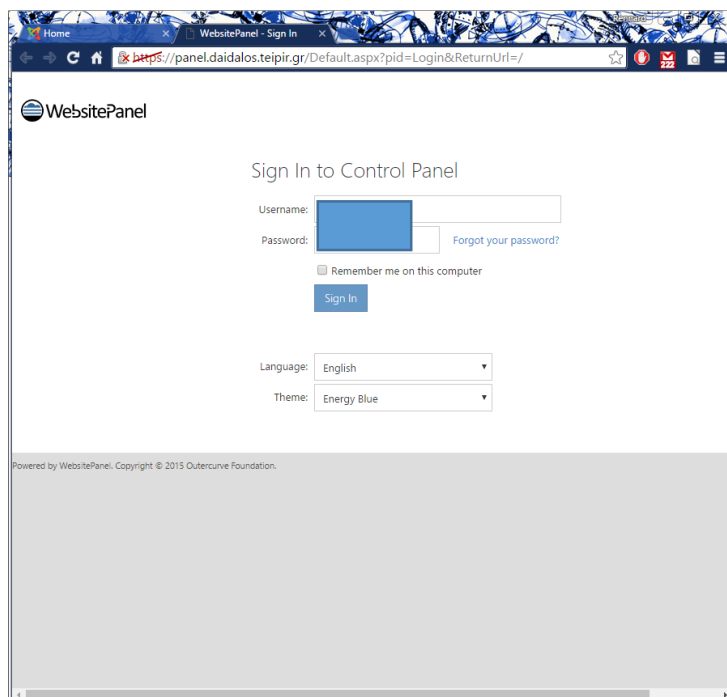 Home
WebsitePanel - Sign In
https://panel.daidalos.teipir.gr/Default.aspx?pid=Login&ReturnUrl=/
222
WebsitePanel
Sign In to Control Panel
Username:
Password:
Forgot your password?
Remember me on this computer
Sign In
Language:
English
Theme:
Energy Blue
Powered by WebsitePanel. Copyright © 2015 Outercurve Foundation.